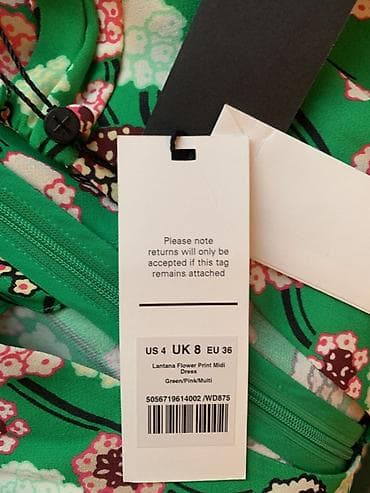 Please note
returns will only be
accepted if this tag
remains attached
US 4 UK 8 EU 36
Lantana Flower Print Midi
Dress
Green/Pink/Multi
5056719614002 /WD875